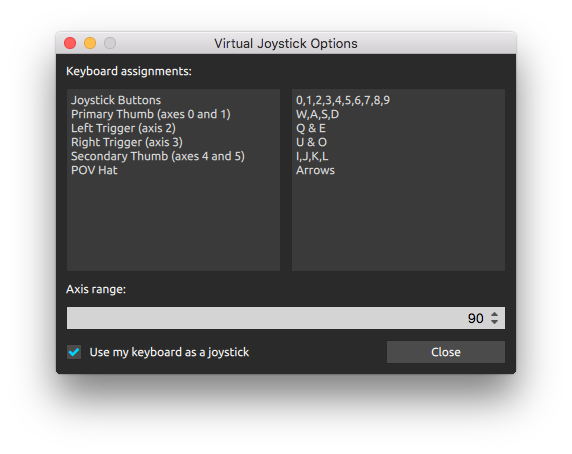 Virtual Joystick Options
Keyboard assignments:
Joystick Buttons
Primary Thumb (axes 0 and 1)
Left Trigger (axis 2)
Right Trigger (axis 3)
Secondary Thumb (axes 4 and 5)
POV Hat
0,1,2,3,4,5,6,7,8,9
W,A,S,D
Q & E
U & O
I,J,K,L
Arrows
Axis range:
90
Use my keyboard as a joystick
Close